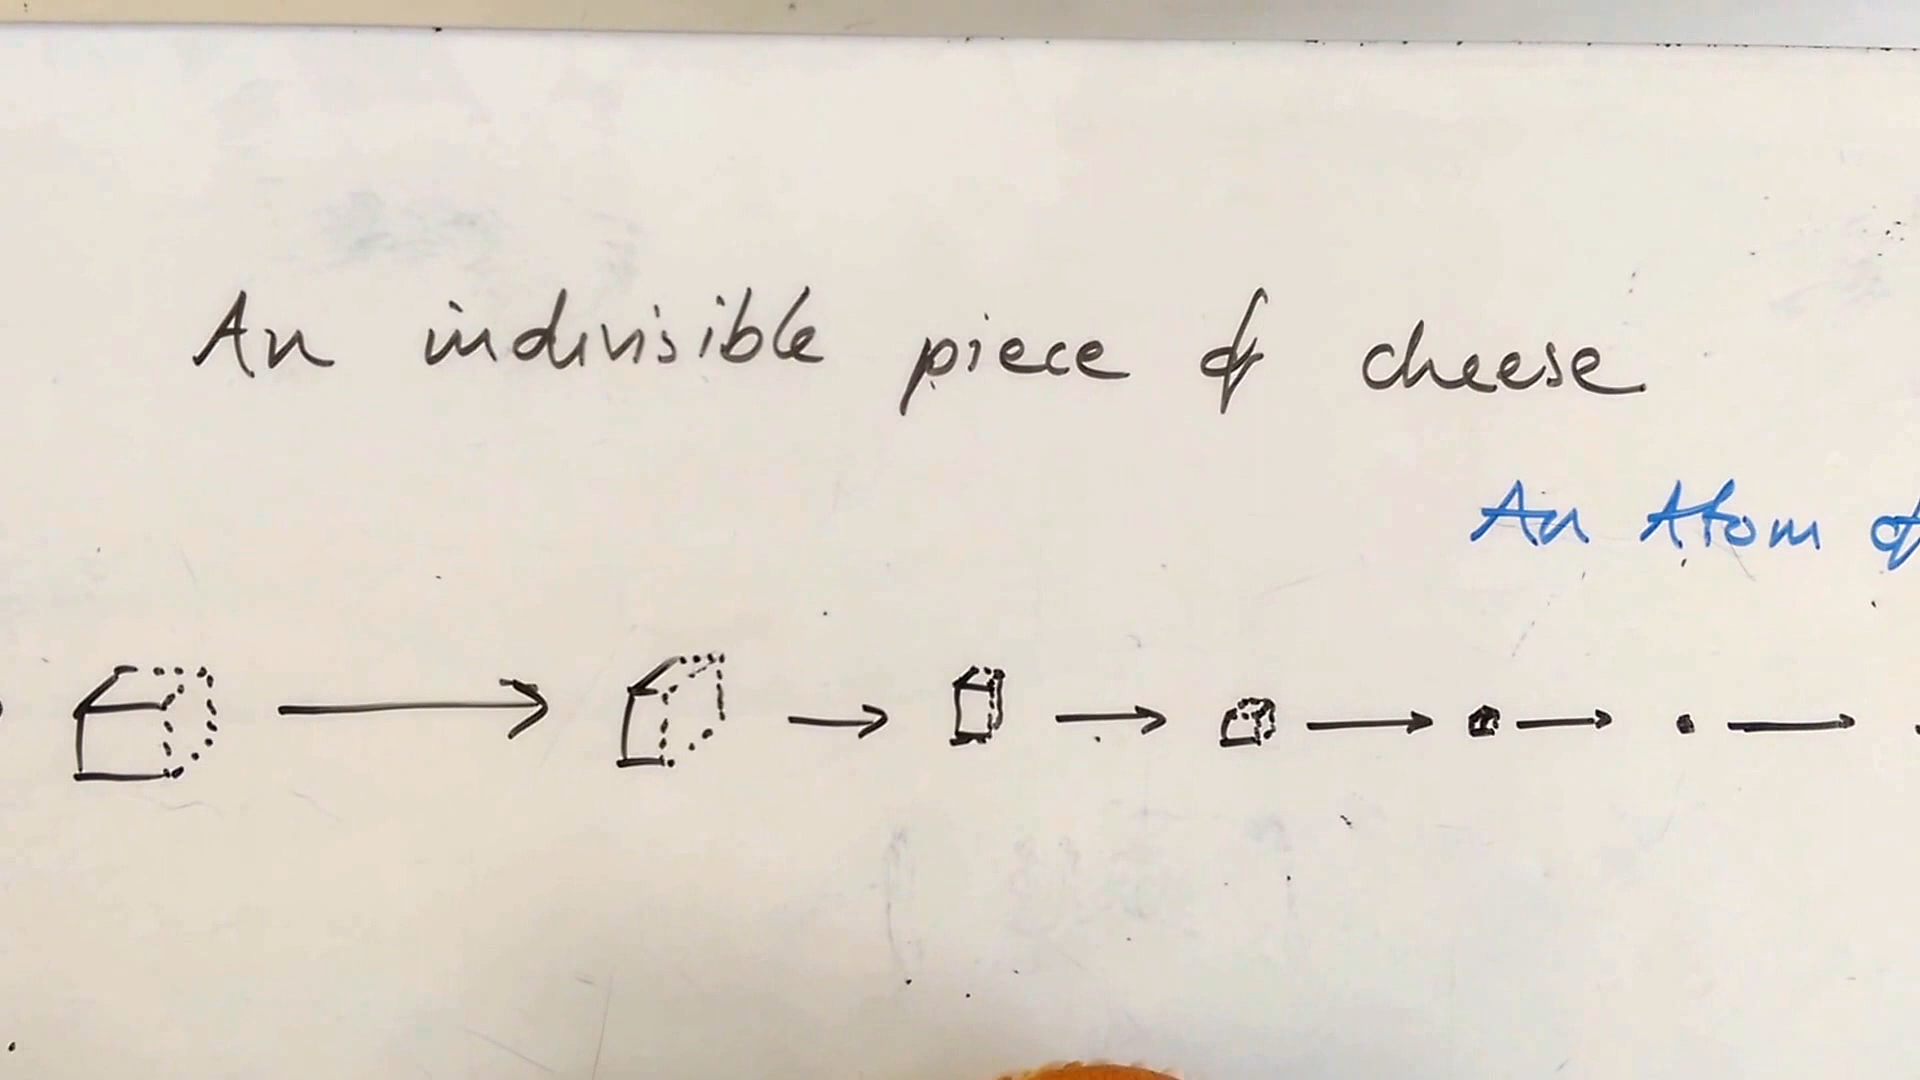 An indivisible piece of cheese
An Atom of